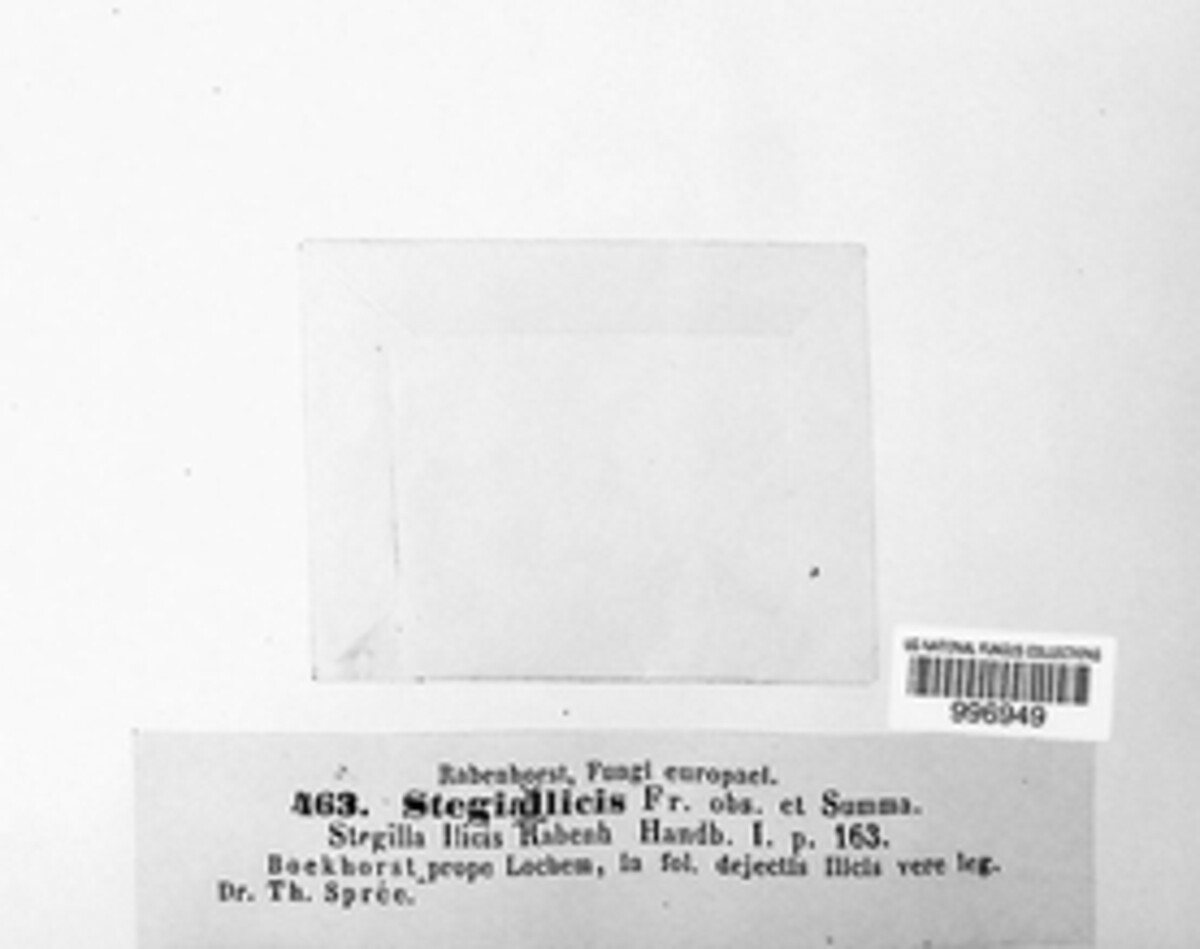 US NATIONAL FUNGUS COLLECTIONS
996949
Rabenhorst, Fungi europaei.
463. Stegia Ilicis Fr. obs. et Summa.
Stegilla Ilicis Rabenh Handb. I. p. 163.
Boekhorst prope Lochem, in fol. dejectis Ilicis vere leg.
Dr. Th. Sprée.